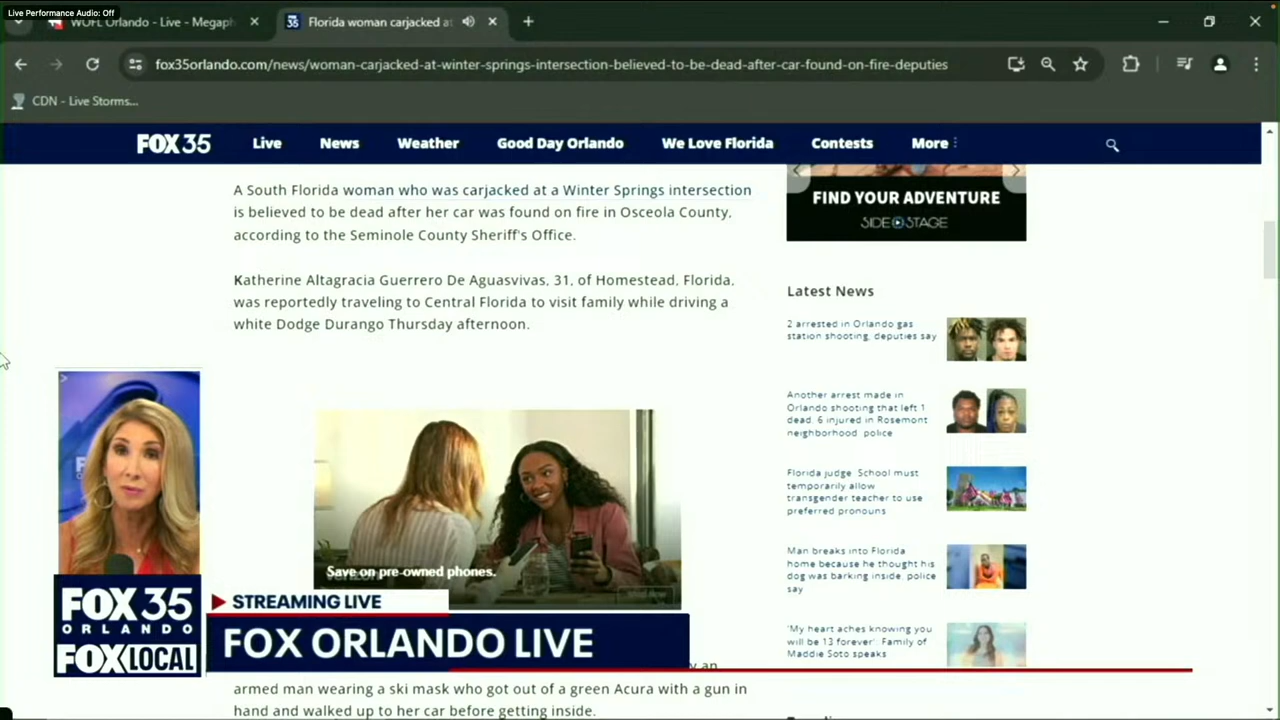 Live Performance Audio: Off
WOFL Orlando - Live - Megaph
Florida woman carjacked at
fox35orlando.com/news/woman-carjacked-at-winter-springs-intersection-believed-to-be-dead-after-car-found-on-fire-deputies
CDN - Live Storms...
FOX 35
Live
News
Weather
Good Day Orlando
We Love Florida
Contests
More
A South Florida woman who was carjacked at a Winter Springs intersection
is believed to be dead after her car was found on fire in Osceola County,
according to the Seminole County Sheriff's Office.
Katherine Altagracia Guerrero De Aguasvivas, 31, of Homestead, Florida,
was reportedly traveling to Central Florida to visit family while driving a
white Dodge Durango Thursday afternoon.
Save on pre-owned phones.
armed man wearing a ski mask who got out of a green Acura with a gun in
hand and walked up to her car before getting inside.
FIND YOUR ADVENTURE
SIDE STAGE
Latest News
2 arrested in Orlando gas
station shooting, deputies say
Another arrest made in
Orlando shooting that left 1
dead, 6 injured in Rosemont
neighborhood: police
Florida judge: School must
temporarily allow
transgender teacher to use
preferred pronouns
Man breaks into Florida
home because he thought his
dog was barking inside, police
say
'My heart aches knowing you
will be 13 forever': Family of
Maddie Soto speaks
FOX 35
ORLANDO
FOX LOCAL
STREAMING LIVE
FOX ORLANDO LIVE